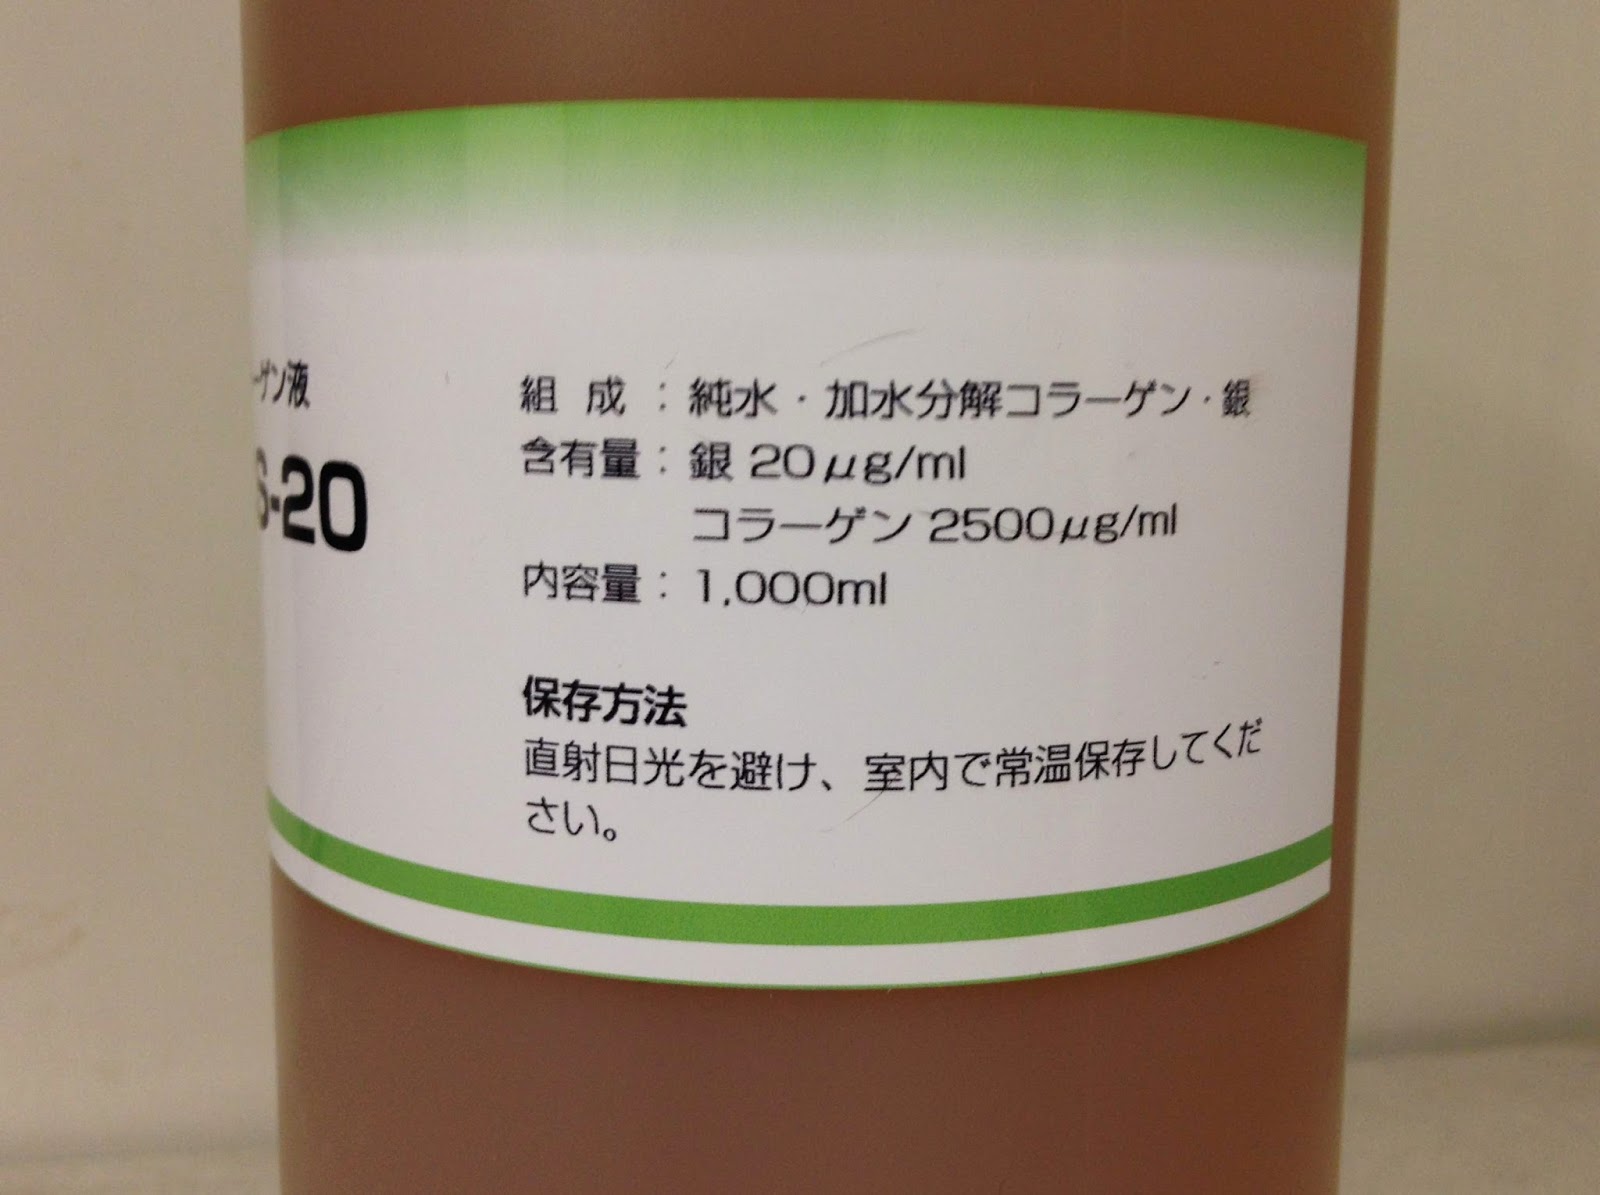 ーゲン液
S-20
組 成：純水・加水分解コラーゲン・銀
含有量：銀 20μg/ml
コラーゲン 2500μg/ml
内容量：1,000ml
保存方法
直射日光を避け、室内で常温保存してくだ
さい。